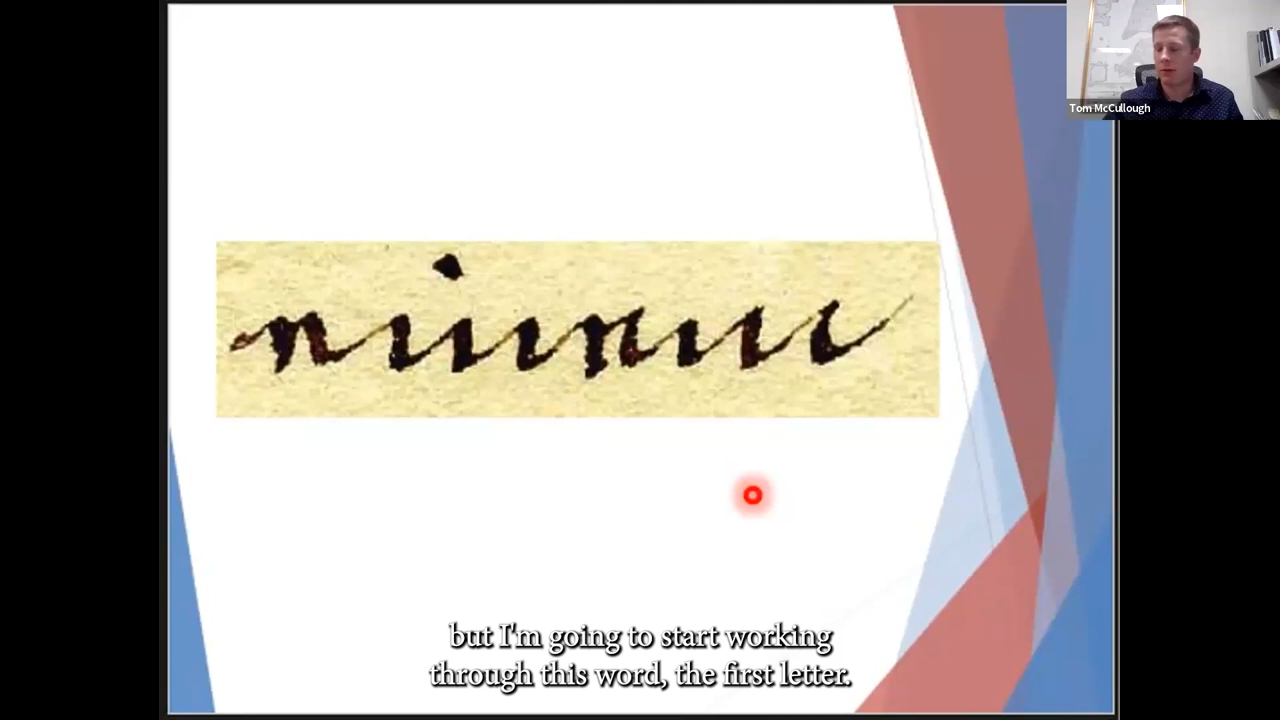 Tom McCullough
but I'm going to start working
through this word, the first letter.